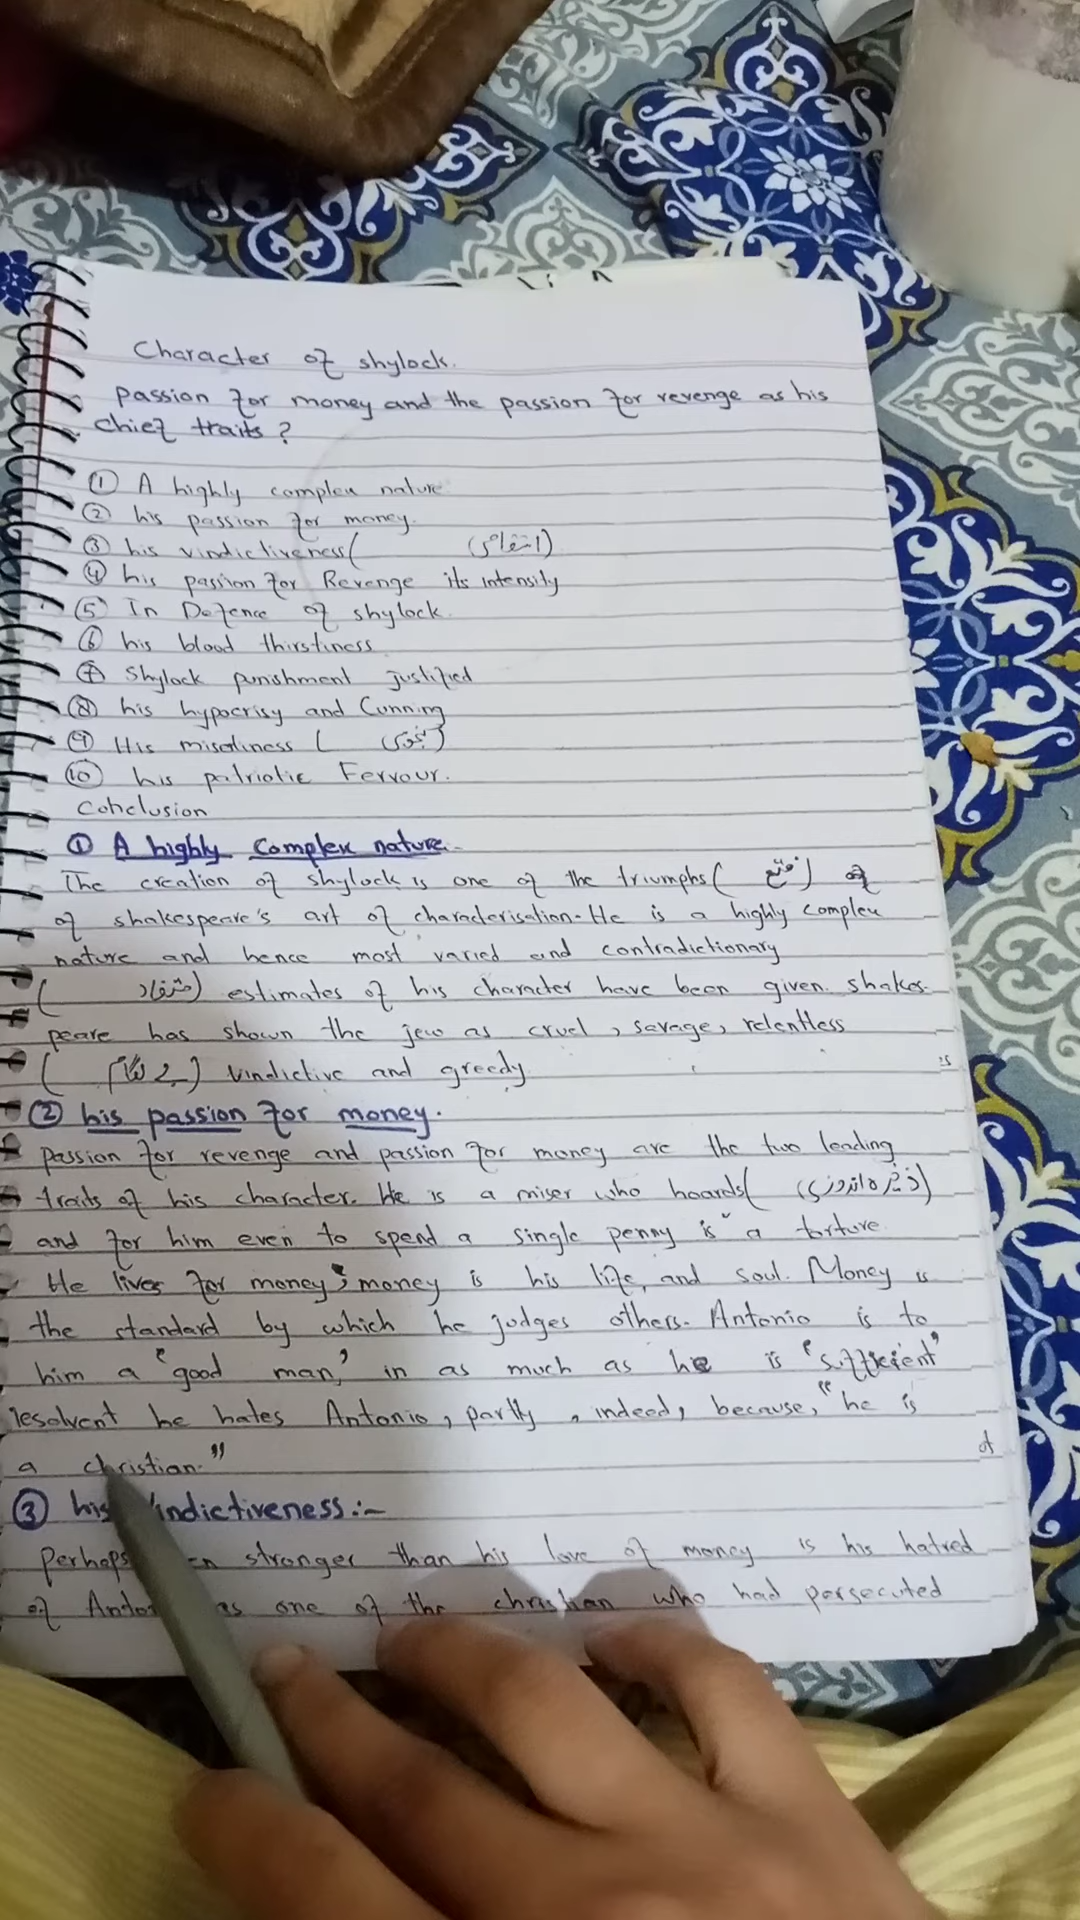 Character of shylock.
passion for money and the passion for revenge as his
chief traits ?
① A highly complex nature
② his passion for money.
③ his vindictiveness ( انتقامی )
④ his passion for Revenge its intensity
⑤ In Defence of shylock.
⑥ his blood thirstiness
⑦ Shylock punishment justified
⑧ his hypocrisy and Cunning
⑨ His miserliness ( کنجوسی )
⑩ his patriotic Fervour.
Conclusion
① A highly Complex nature.-
The creation of shylock is one of the triumphs ( فتح ) of
of shakespeare's art of characterisation. He is a highly complex
nature and hence most varied and contradictionary
( متضاد ) estimates of his character have been given. shakes-
peare has shown the jew as cruel, savage, relentless
( بے لگام ) vindictive and greedy.
is
② his passion for money.
passion for revenge and passion for money are the two leading
traits of his character. He is a miser who hoards ( ذخیرہ اندوزی )
and for him even to spend a single penny is a torture.
He lives for money; money is his life, and soul. Money is
the standard by which he judges others. Antonio is to
him a "good man," in as much as he is "sufficient"
resolvent he hates Antonio, partly, indeed, because, "he is
of
a christian."
③ his vindictiveness:-
Perhaps stronger than his love of money is his hatred
of as one of the christian who had persecuted